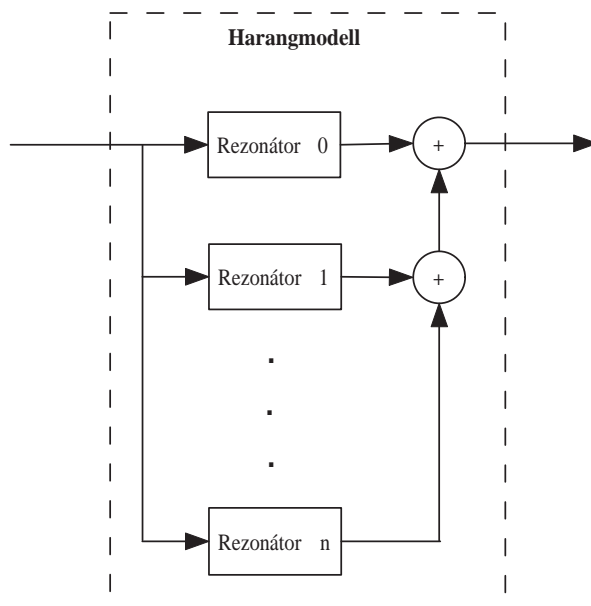 Harangmodell
Rezonátor 0
+
Rezonátor 1
+
.
.
.
Rezonátor n